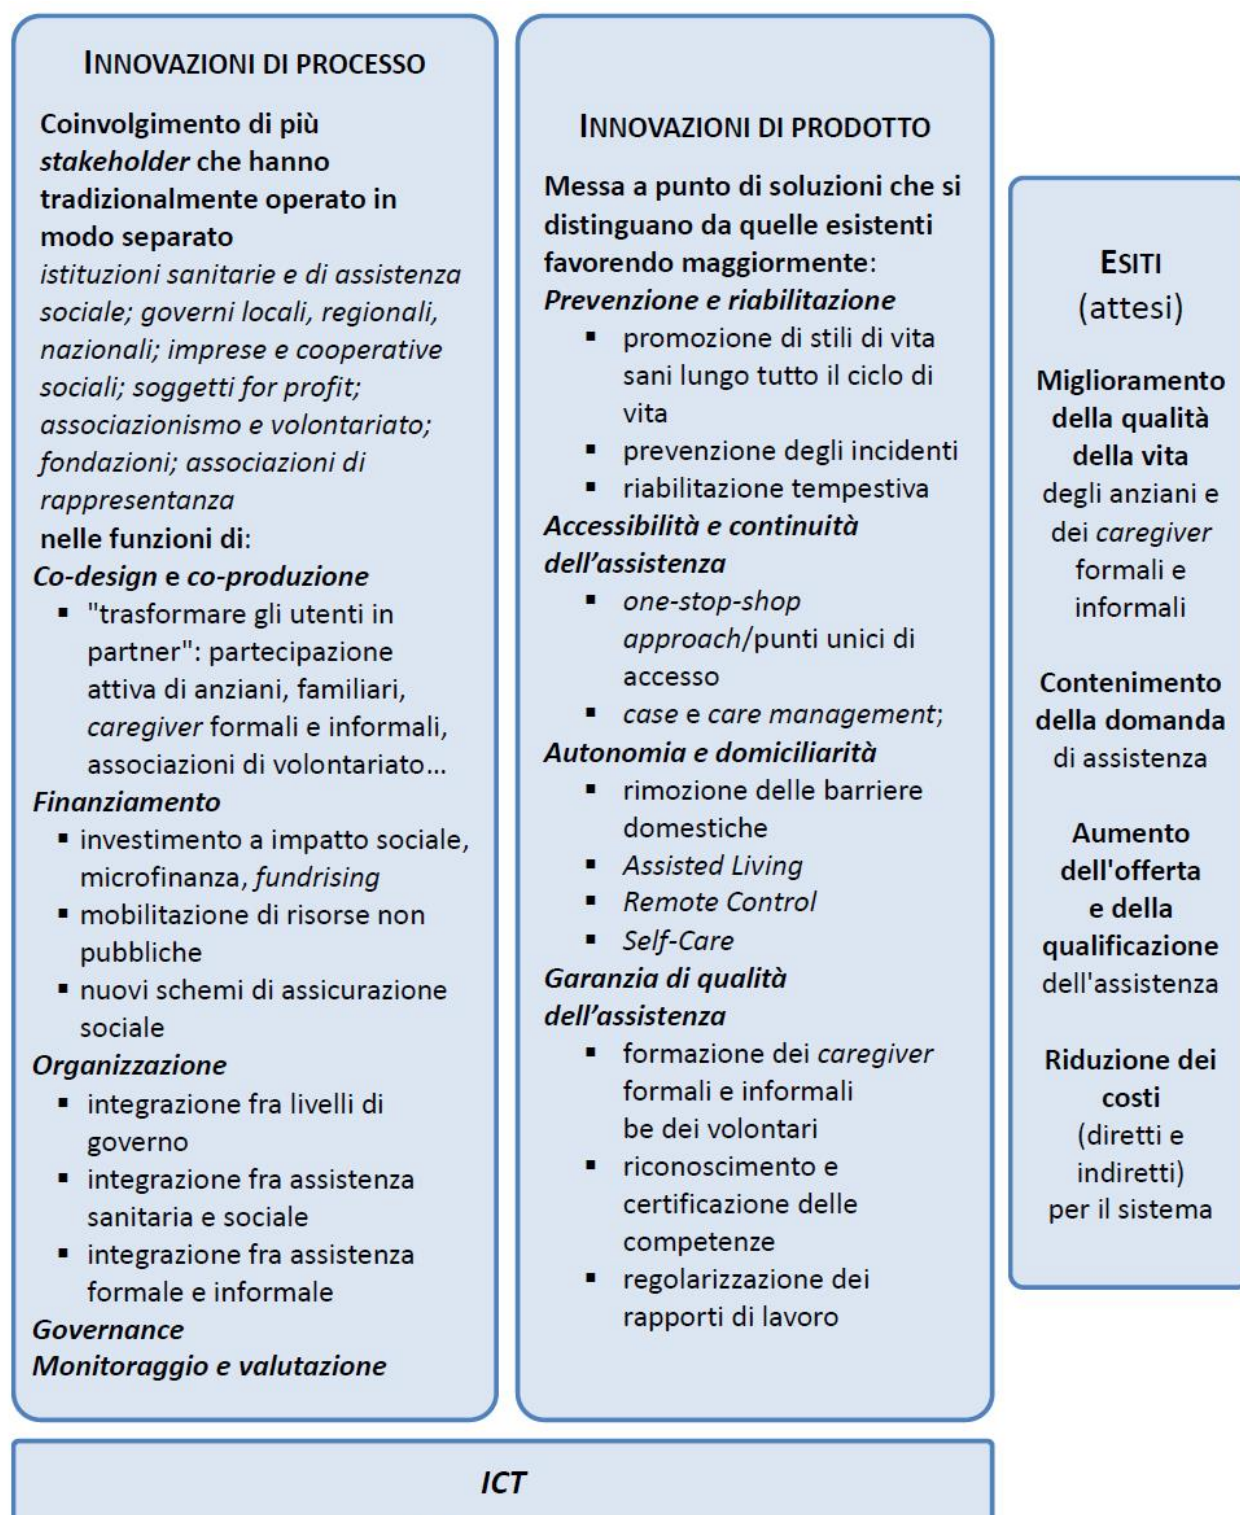 INNOVAZIONI DI PROCESSO
Coinvolgimento di più
stakeholder che hanno
tradizionalmente operato in
modo separato
istituzioni sanitarie e di assistenza
sociale; governi locali, regionali,
nazionali; imprese e cooperative
sociali; soggetti for profit;
associazionismo e volontariato;
fondazioni; associazioni di
rappresentanza
nelle funzioni di:
Co-design e co-produzione
▪ "trasformare gli utenti in
partner": partecipazione
attiva di anziani, familiari,
caregiver formali e informali,
associazioni di volontariato…
Finanziamento
▪ investimento a impatto sociale,
microfinanza, fundrising
▪ mobilitazione di risorse non
pubbliche
▪ nuovi schemi di assicurazione
sociale
Organizzazione
▪ integrazione fra livelli di
governo
▪ integrazione fra assistenza
sanitaria e sociale
▪ integrazione fra assistenza
formale e informale
Governance
Monitoraggio e valutazione
INNOVAZIONI DI PRODOTTO
Messa a punto di soluzioni che si
distinguano da quelle esistenti
favorendo maggiormente:
Prevenzione e riabilitazione
▪ promozione di stili di vita
sani lungo tutto il ciclo di
vita
▪ prevenzione degli incidenti
▪ riabilitazione tempestiva
Accessibilità e continuità
dell’assistenza
▪ one-stop-shop
approach/punti unici di
accesso
▪ case e care management;
Autonomia e domiciliarità
▪ rimozione delle barriere
domestiche
▪ Assisted Living
▪ Remote Control
▪ Self-Care
Garanzia di qualità
dell’assistenza
▪ formazione dei caregiver
formali e informali
be dei volontari
▪ riconoscimento e
certificazione delle
competenze
▪ regolarizzazione dei
rapporti di lavoro
ESITI
(attesi)
Miglioramento
della qualità
della vita
degli anziani e
dei caregiver
formali e
informali
Contenimento
della domanda
di assistenza
Aumento
dell'offerta
e della
qualificazione
dell'assistenza
Riduzione dei
costi
(diretti e
indiretti)
per il sistema
ICT